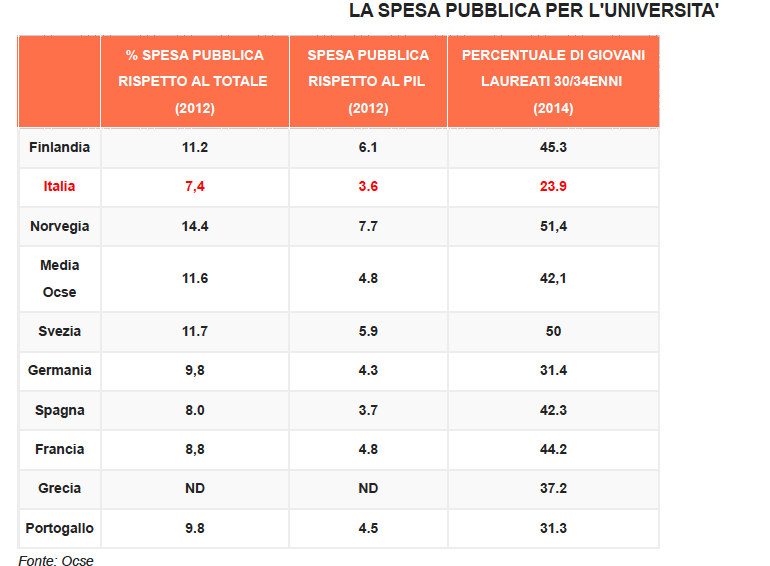 LA SPESA PUBBLICA PER L'UNIVERSITA'
% SPESA PUBBLICA RISPETTO AL TOTALE (2012) SPESA PUBBLICA RISPETTO AL PIL (2012) PERCENTUALE DI GIOVANI LAUREATI 30/34ENNI (2014)
Finlandia 11.2 6.1 45.3
Italia 7,4 3.6 23.9
Norvegia 14.4 7.7 51,4
Media Ocse 11.6 4.8 42,1
Svezia 11.7 5.9 50
Germania 9,8 4.3 31.4
Spagna 8.0 3.7 42.3
Francia 8,8 4.8 44.2
Grecia ND ND 37.2
Portogallo 9.8 4.5 31.3
Fonte: Ocse